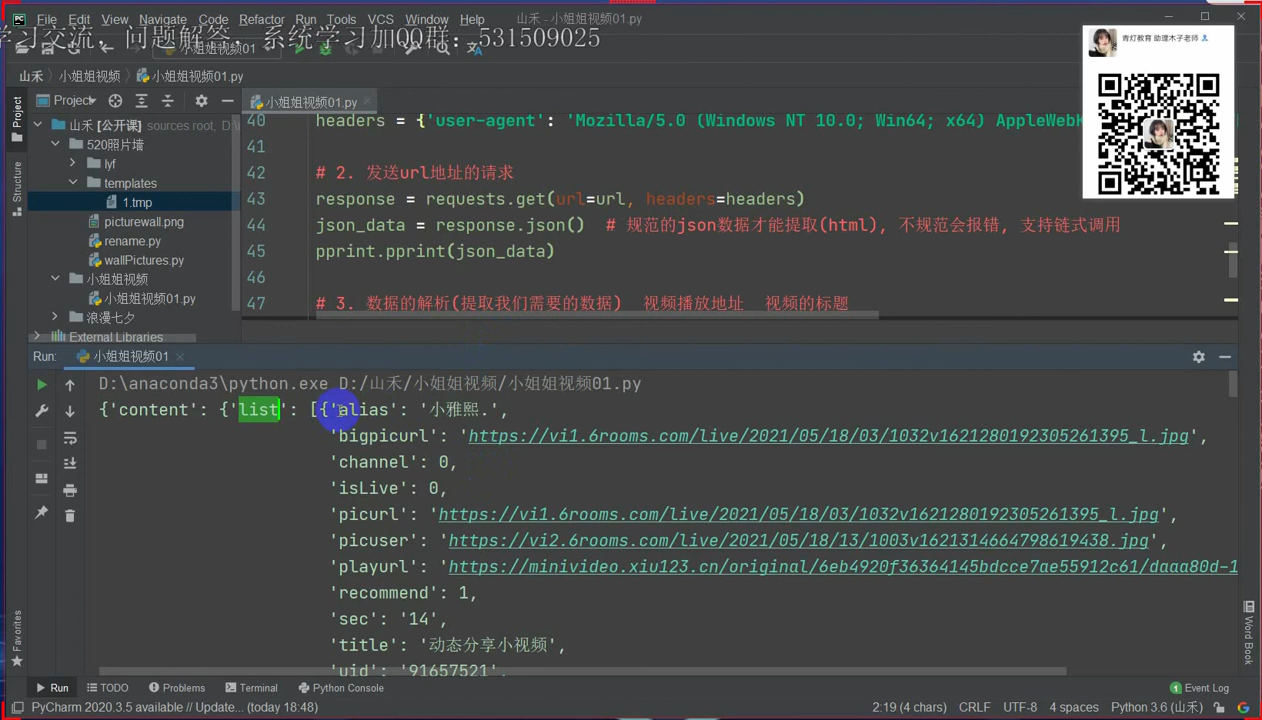 File Edit View Navigate Code Refactor Run Tools VCS Window Help 山禾 - 小姐姐视频01.py
学习交流, 问题解答, 系统学习加QQ群: 531509025
小姐姐视频01
青灯教育 助理木子老师
山禾 小姐姐视频 小姐姐视频01.py
Project
小姐姐视频01.py
山禾 [公开课] sources root, D:\
520照片墙
lyf
templates
1.tmp
picturewall.png
rename.py
wallPictures.py
小姐姐视频
小姐姐视频01.py
浪漫七夕
External Libraries
Project
Structure
Favorites
40 headers = {'user-agent': 'Mozilla/5.0 (Windows NT 10.0; Win64; x64) AppleWebK
41
42 # 2. 发送url地址的请求
43 response = requests.get(url=url, headers=headers)
44 json_data = response.json() # 规范的json数据才能提取(html), 不规范会报错, 支持链式调用
45 pprint.pprint(json_data)
46
47 # 3. 数据的解析(提取我们需要的数据) 视频播放地址 视频的标题
Run: 小姐姐视频01
D:\anaconda3\python.exe D:/山禾/小姐姐视频/小姐姐视频01.py
{'content': {'list': [{'alias': '小雅熙.',
'bigpicurl': 'https://vi1.6rooms.com/live/2021/05/18/03/1032v1621280192305261395_l.jpg',
'channel': 0,
'isLive': 0,
'picurl': 'https://vi1.6rooms.com/live/2021/05/18/03/1032v1621280192305261395_l.jpg',
'picuser': 'https://vi2.6rooms.com/live/2021/05/18/13/1003v1621314664798619438.jpg',
'playurl': 'https://minivideo.xiu123.cn/original/6eb4920f36364145bdcce7ae55912c61/daaa80d-1
'recommend': 1,
'sec': '14',
'title': '动态分享小视频',
'uid': '91657521',
Word Book
Run TODO Problems Terminal Python Console 1 Event Log
PyCharm 2020.3.5 available // Update... (today 18:48) 2:19 (4 chars) CRLF UTF-8 4 spaces Python 3.6 (山禾)